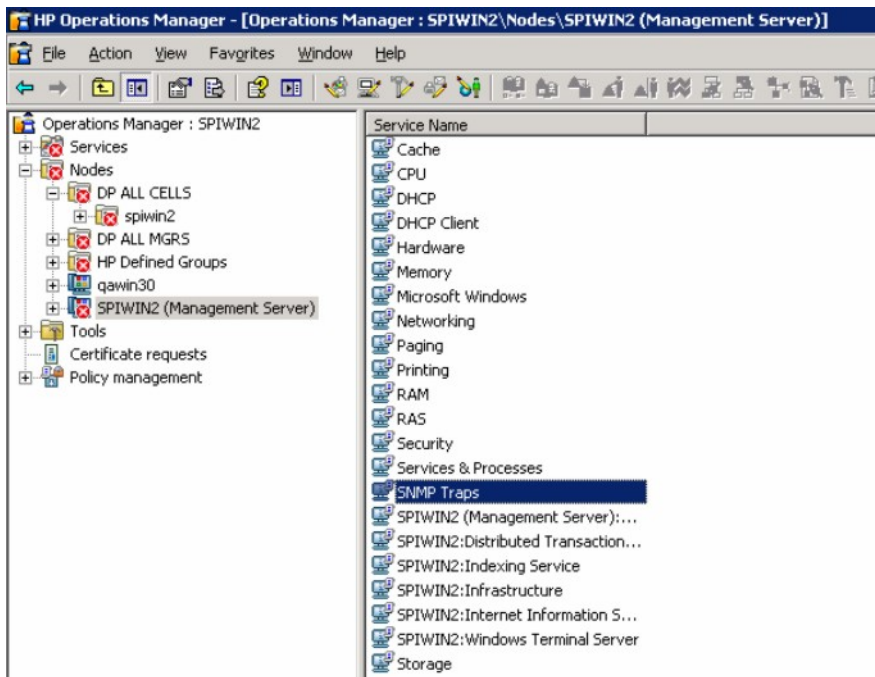 HP Operations Manager - [Operations Manager : SPIWIN2\Nodes\SPIWIN2 (Management Server)]
File Action View Favorites Window Help
Operations Manager : SPIWIN2
Services
Nodes
DP ALL CELLS
spiwin2
DP ALL MGRS
HP Defined Groups
qawin30
SPIWIN2 (Management Server)
Tools
Certificate requests
Policy management
Service Name
Cache
CPU
DHCP
DHCP Client
Hardware
Memory
Microsoft Windows
Networking
Paging
Printing
RAM
RAS
Security
Services & Processes
SNMP Traps
SPIWIN2 (Management Server):...
SPIWIN2:Distributed Transaction...
SPIWIN2:Indexing Service
SPIWIN2:Infrastructure
SPIWIN2:Internet Information S...
SPIWIN2:Windows Terminal Server
Storage